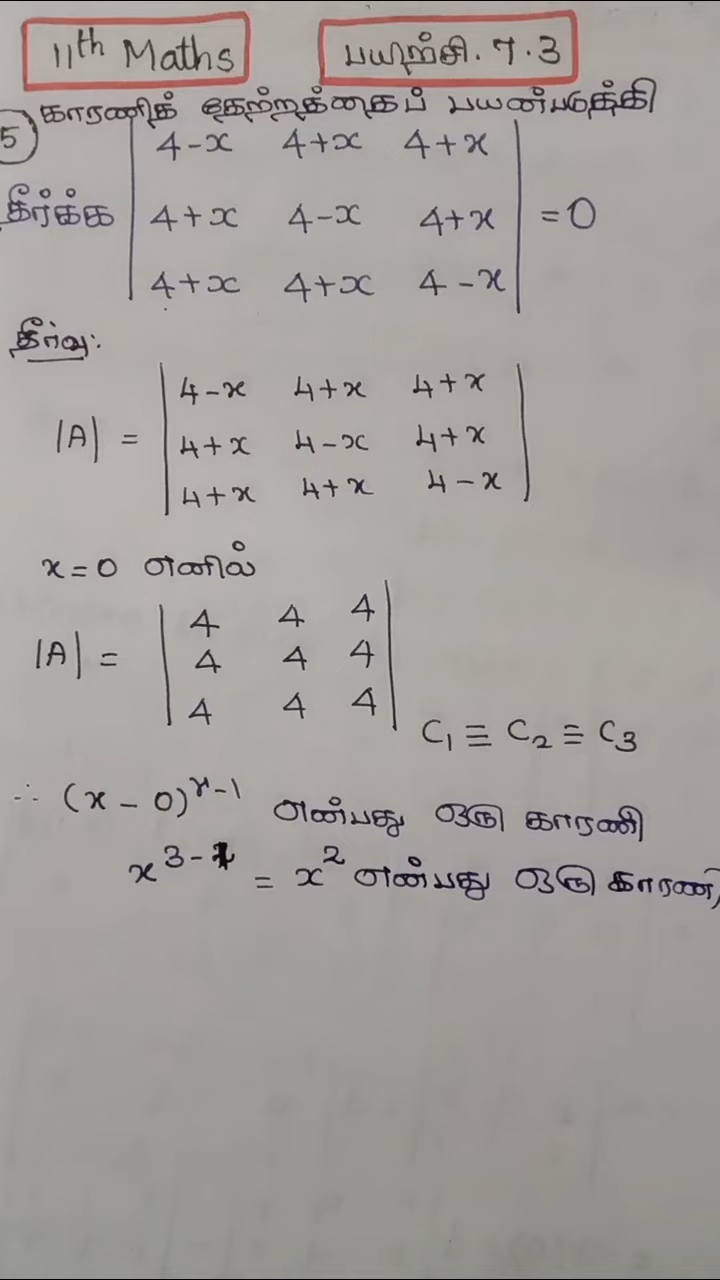 11th Maths பயிற்சி. 7.3
5 காரணித் தேற்றத்தைப் பயன்படுத்தி
தீர்க்க | 4-x 4+x 4+x |
| 4+x 4-x 4+x | = 0
| 4+x 4+x 4-x |
தீர்வு:
| 4-x 4+x 4+x |
|A| = | 4+x 4-x 4+x |
| 4+x 4+x 4-x |
x=0 எனில்
| 4 4 4 |
|A| = | 4 4 4 |
| 4 4 4 |
C₁ ≡ C₂ ≡ C₃
∴ (x-0)^(r-1) என்பது ஒரு காரணி
x^(3-1) = x² என்பது ஒரு காரணி